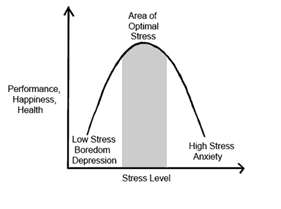 Area of
Optimal
Stress
Performance,
Happiness,
Health
Low Stress
Boredom
Depression
High Stress
Anxiety
Stress Level